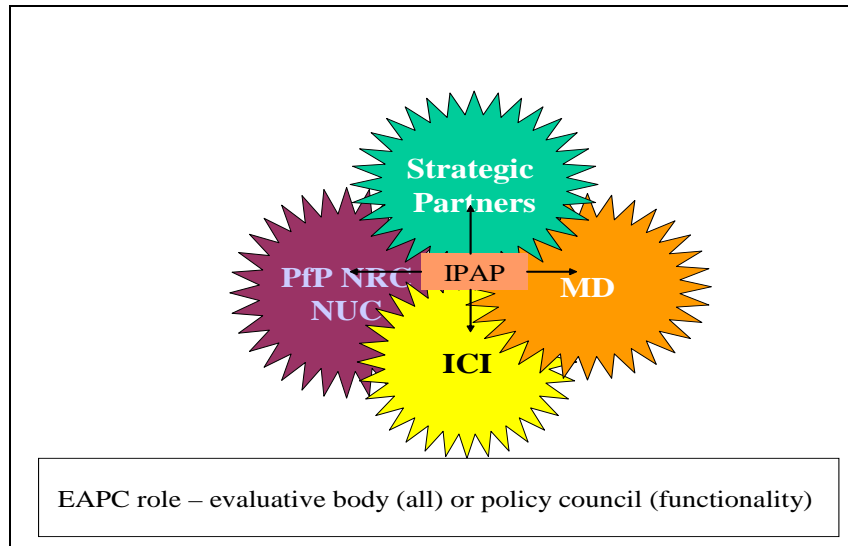 Strategic
Partners
PfP NRC
NUC
IPAP
MD
ICI
EAPC role – evaluative body (all) or policy council (functionality)